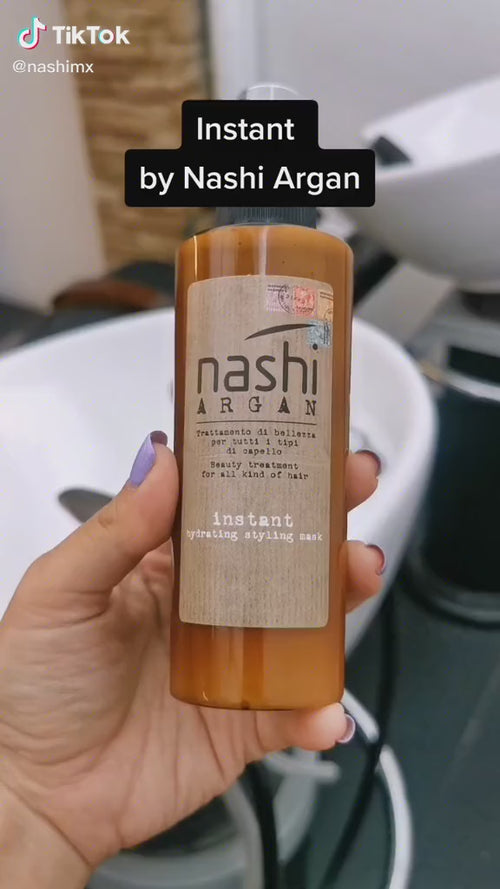 TikTok
@nashimx
Instant
by Nashi Argan
nashi
ARGAN
Trattamento di bellezza
per tutti i tipi
di capello
Beauty treatment
for all kind of hair
instant
hydrating styling mask